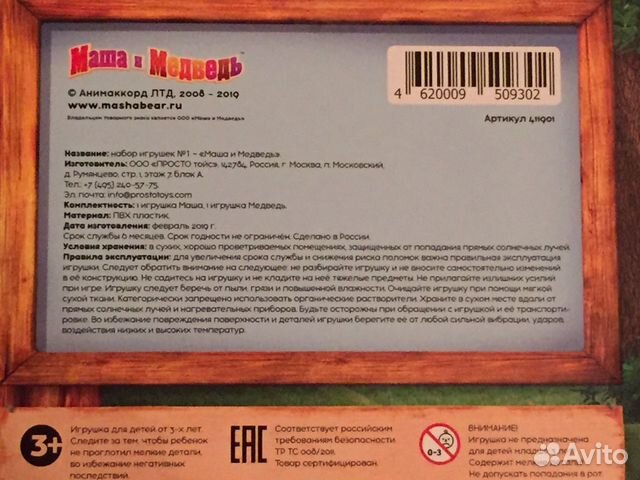 Маша и Медведь
© Анимаккорд ЛТД, 2008 - 2019
www.mashabear.ru
Владельцем товарного знака является ООО «Маша и Медведь»
4 620009 509302
Артикул 411901
Название: набор игрушек №1 - «Маша и Медведь»
Изготовитель: ООО «ПРОСТО тойс», 142784, Россия, г. Москва, п. Московский,
д. Румянцево, стр. 1, этаж 7, блок А.
Тел.: +7 (495) 240-57-75.
Эл. почта: info@prostotoys.com
Комплектность: 1 игрушка Маша, 1 игрушка Медведь.
Материал: ПВХ пластик.
Дата изготовления: февраль 2019 г.
Срок службы 6 месяцев. Срок годности не ограничен. Сделано в России.
Условия хранения: в сухих, хорошо проветриваемых помещениях, защищенных от попадания прямых солнечных лучей.
Правила эксплуатации: для увеличения срока службы и снижения риска поломок важна правильная эксплуатация
игрушки. Следует обратить внимание на следующее: не разбирайте игрушку и не вносите самостоятельно изменений
в её конструкцию. Не садитесь на игрушку и не кладите на неё тяжелые предметы. Не прилагайте излишних усилий
при игре. Игрушку следует беречь от пыли, грязи и повышенной влажности. Очищайте игрушку при помощи мягкой
сухой ткани. Категорически запрещено использовать органические растворители. Храните в сухом месте вдали от
прямых солнечных лучей и нагревательных приборов. Будьте осторожны при обращении с игрушкой и её транспорти-
ровке. Во избежание повреждения поверхности и деталей игрушки берегите её от любой сильной вибрации, ударов,
воздействия низких и высоких температур.
3+
Игрушка для детей от 3-х лет.
Следите за тем, чтобы ребенок
не проглотил мелкие детали,
во избежание негативных
последствий.
EAC
Соответствует российским
требованиям безопасности
ТР ТС 008/2011.
Товар сертифицирован.
0-3
ВНИМАНИЕ!
Игрушка не предназначена
для детей
Содержит
Не допускать попадания в рот.
Avito